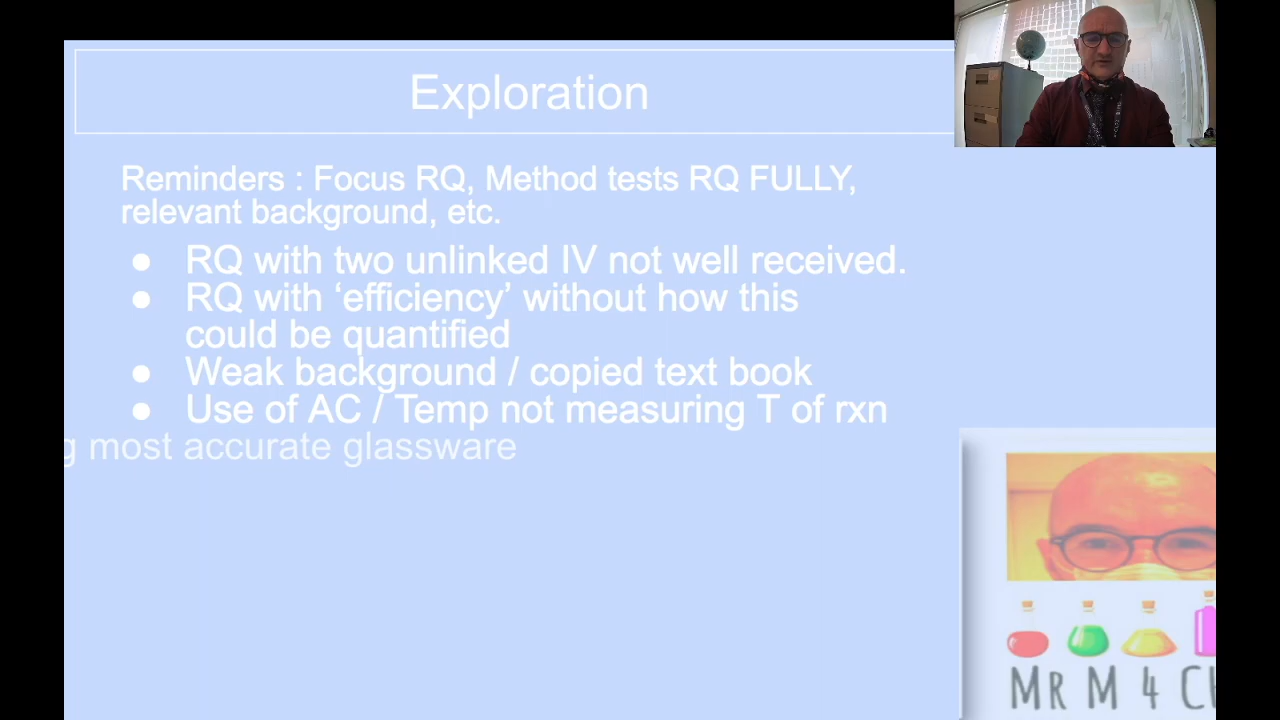 Exploration
Reminders : Focus RQ, Method tests RQ FULLY,
relevant background, etc.
● RQ with two unlinked IV not well received.
● RQ with ‘efficiency’ without how this
could be quantified
● Weak background / copied text book
● Use of AC / Temp not measuring T of rxn
most accurate glassware
MR M 4